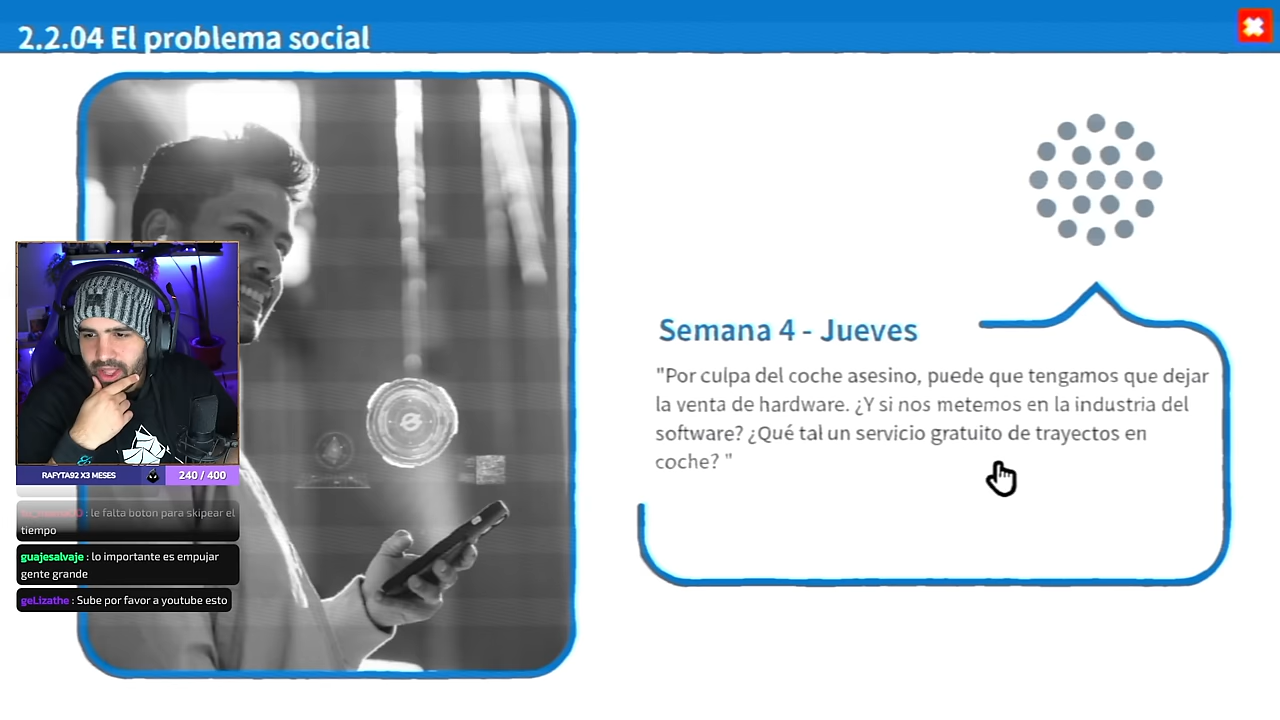 2.2.04 El problema social
Semana 4 - Jueves
"Por culpa del coche asesino, puede que tengamos que dejar
la venta de hardware. ¿Y si nos metemos en la industria del
software? ¿Qué tal un servicio gratuito de trayectos en
coche? "
RAFYTA92 X3 MESES
240 / 400
: le falta boton para skipear el
tiempo
guajesalvaje : lo importante es empujar
gente grande
geLizathe : Sube por favor a youtube esto